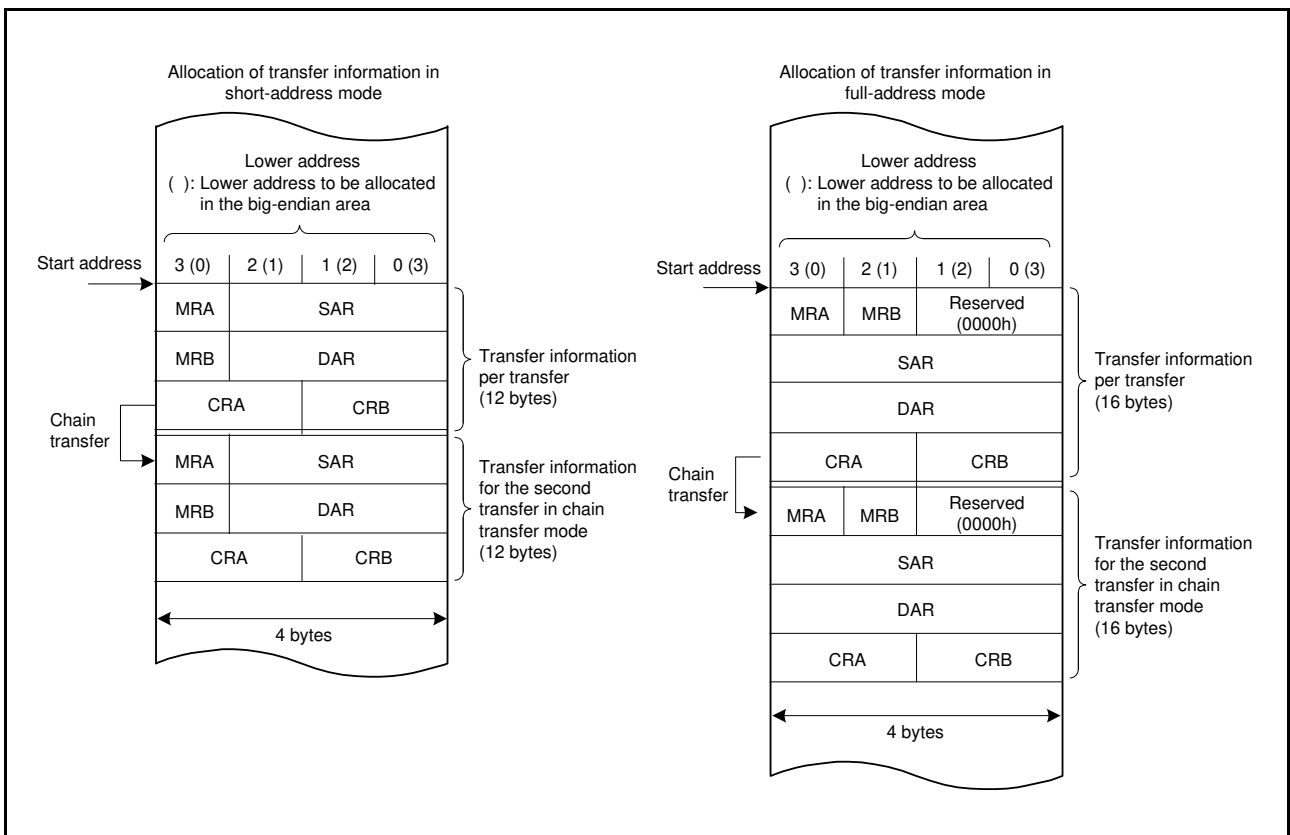 Allocation of transfer information in
short-address mode
Lower address
( ): Lower address to be allocated
in the big-endian area
Start address
3 (0) 2 (1) 1 (2) 0 (3)
MRA SAR
MRB DAR
CRA CRB
Transfer information
per transfer
(12 bytes)
Chain
transfer
MRA SAR
MRB DAR
CRA CRB
Transfer information
for the second
transfer in chain
transfer mode
(12 bytes)
4 bytes
Allocation of transfer information in
full-address mode
Lower address
( ): Lower address to be allocated
in the big-endian area
Start address
3 (0) 2 (1) 1 (2) 0 (3)
MRA MRB Reserved
(0000h)
SAR
DAR
CRA CRB
Transfer information
per transfer
(16 bytes)
Chain
transfer
MRA MRB Reserved
(0000h)
SAR
DAR
CRA CRB
Transfer information
for the second
transfer in chain
transfer mode
(16 bytes)
4 bytes